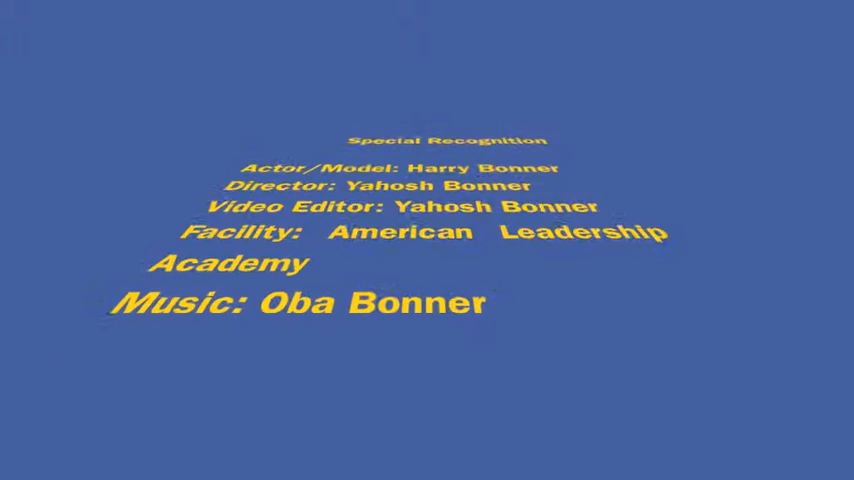 Special Recognition
Actor/Model: Harry Bonner
Director: Yahosh Bonner
Video Editor: Yahosh Bonner
Facility: American Leadership
Academy
Music: Oba Bonner